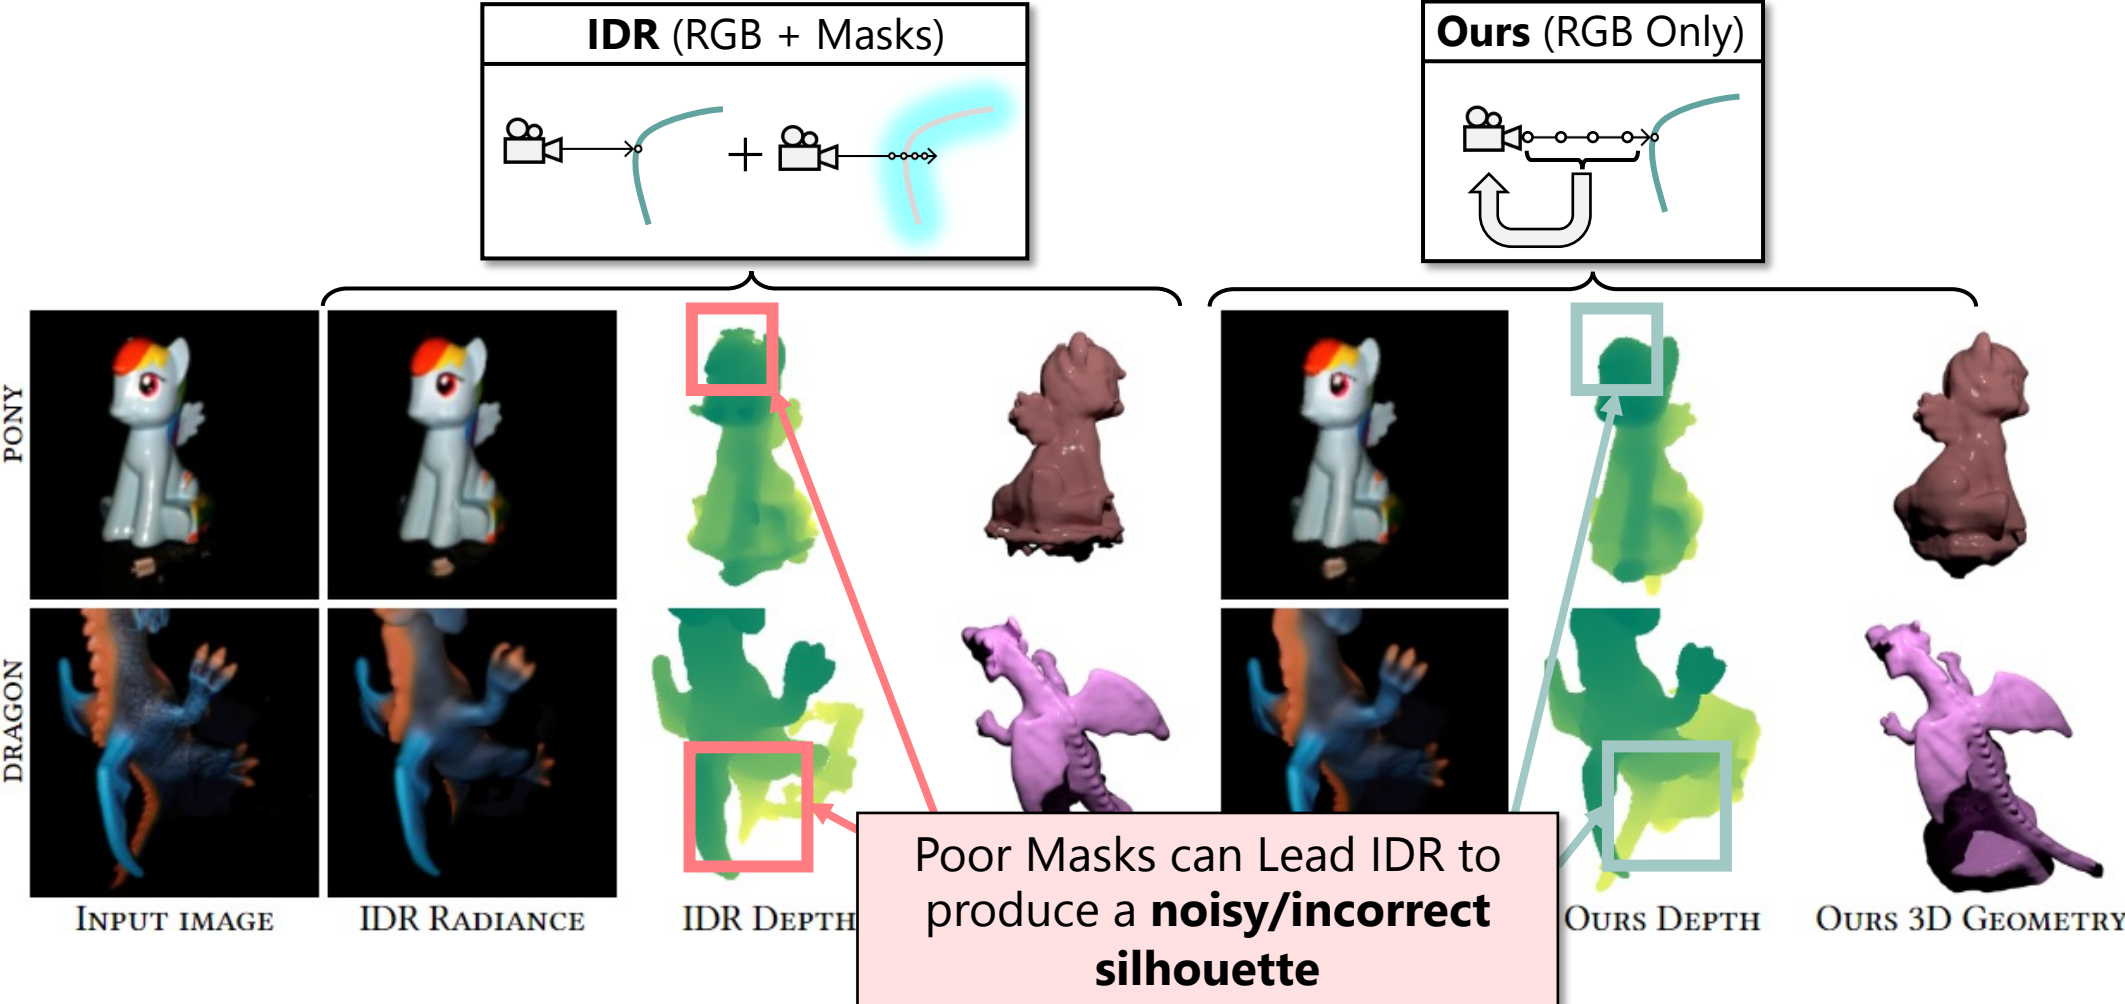 IDR (RGB + Masks)
Ours (RGB Only)
PONY
DRAGON
Poor Masks can Lead IDR to
produce a noisy/incorrect
silhouette
INPUT IMAGE
IDR RADIANCE
IDR DEPTH
OURS DEPTH
OURS 3D GEOMETRY